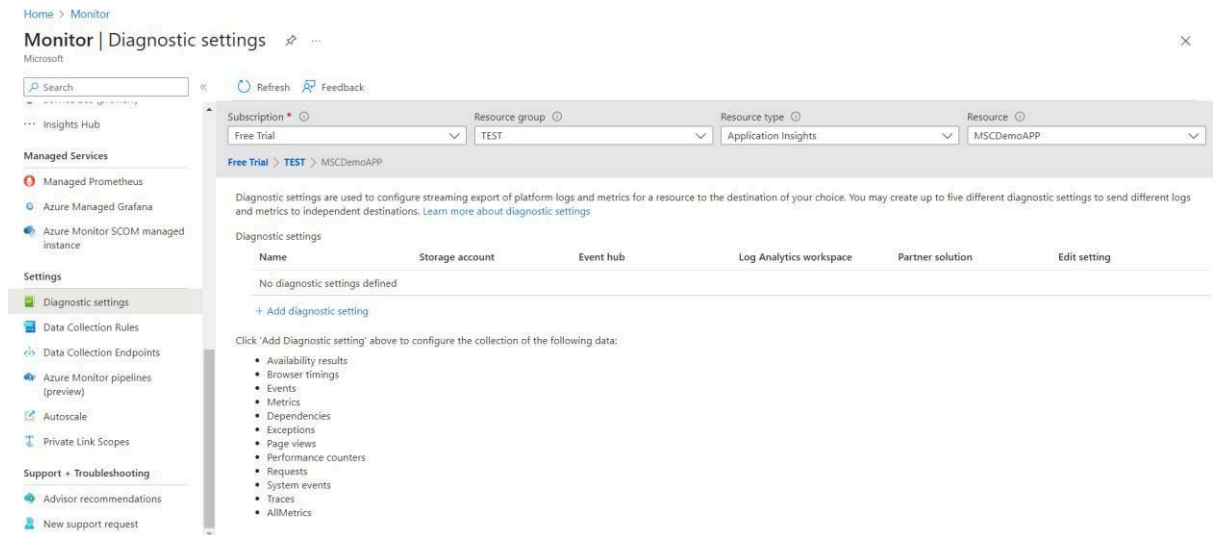 Home > Monitor
Monitor | Diagnostic settings ...
Microsoft
Search
«
Refresh
Feedback
Insights Hub
Managed Services
Managed Prometheus
Azure Managed Grafana
Azure Monitor SCOM managed
instance
Settings
Diagnostic settings
Data Collection Rules
Data Collection Endpoints
Azure Monitor pipelines
(preview)
Autoscale
Private Link Scopes
Support + Troubleshooting
Advisor recommendations
New support request
Subscription * Resource group Resource type Resource
Free Trial TEST Application Insights MSCDemoAPP
Free Trial > TEST > MSCDemoAPP
Diagnostic settings are used to configure streaming export of platform logs and metrics for a resource to the destination of your choice. You may create up to five different diagnostic settings to send different logs
and metrics to independent destinations. Learn more about diagnostic settings
Diagnostic settings
Name Storage account Event hub Log Analytics workspace Partner solution Edit setting
No diagnostic settings defined
+ Add diagnostic setting
Click 'Add Diagnostic setting' above to configure the collection of the following data:
• Availability results
• Browser timings
• Events
• Metrics
• Dependencies
• Exceptions
• Page views
• Performance counters
• Requests
• System events
• Traces
• AllMetrics